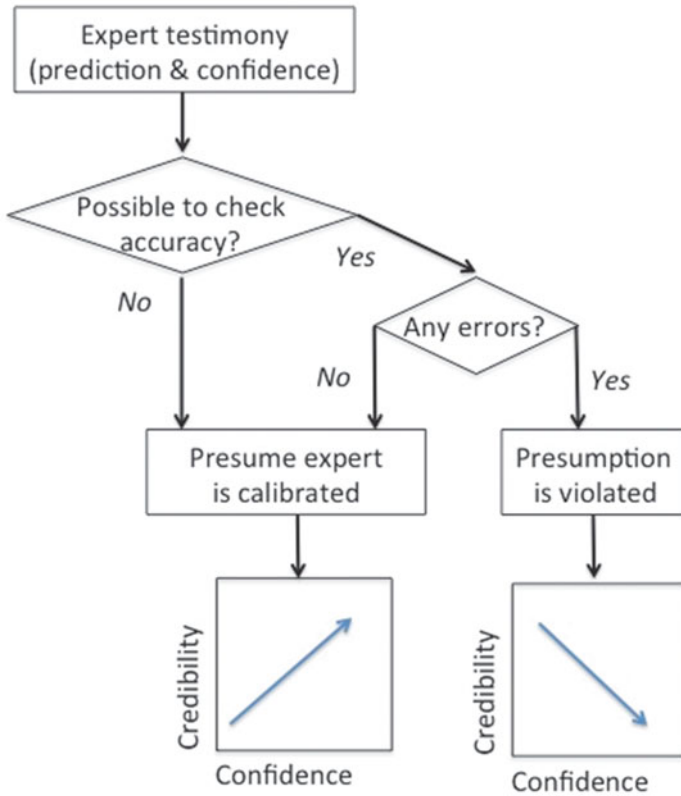 Expert testimony
(prediction & confidence)
Possible to check
accuracy?
Yes
No
Any errors?
No
Yes
Presume expert
is calibrated
Presumption
is violated
Credibility
Confidence
Credibility
Confidence